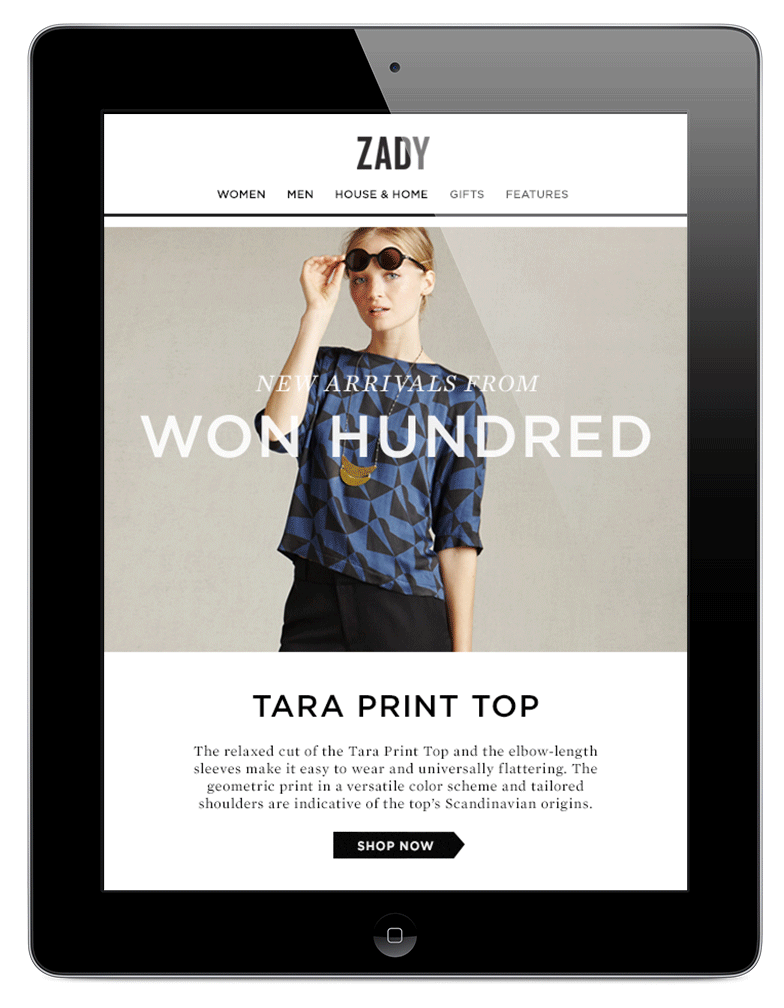 ZADY
WOMEN MEN HOUSE & HOME GIFTS FEATURES
NEW ARRIVALS FROM
WON HUNDRED
TARA PRINT TOP
The relaxed cut of the Tara Print Top and the elbow-length
sleeves make it easy to wear and universally flattering. The
geometric print in a versatile color scheme and tailored
shoulders are indicative of the top’s Scandinavian origins.
SHOP NOW